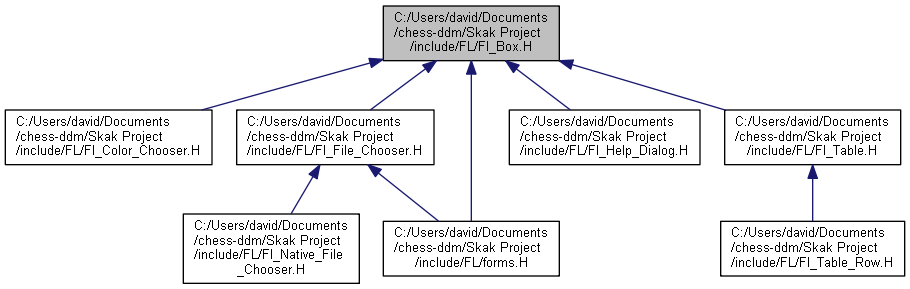 C:/Users/david/Documents
/chess-ddm/Skak Project
/include/FL/Fl_Box.H
C:/Users/david/Documents
/chess-ddm/Skak Project
/include/FL/Fl_Color_Chooser.H
C:/Users/david/Documents
/chess-ddm/Skak Project
/include/FL/Fl_File_Chooser.H
C:/Users/david/Documents
/chess-ddm/Skak Project
/include/FL/Fl_Help_Dialog.H
C:/Users/david/Documents
/chess-ddm/Skak Project
/include/FL/Fl_Table.H
C:/Users/david/Documents
/chess-ddm/Skak Project
/include/FL/Fl_Native_File
_Chooser.H
C:/Users/david/Documents
/chess-ddm/Skak Project
/include/FL/forms.H
C:/Users/david/Documents
/chess-ddm/Skak Project
/include/FL/Fl_Table_Row.H